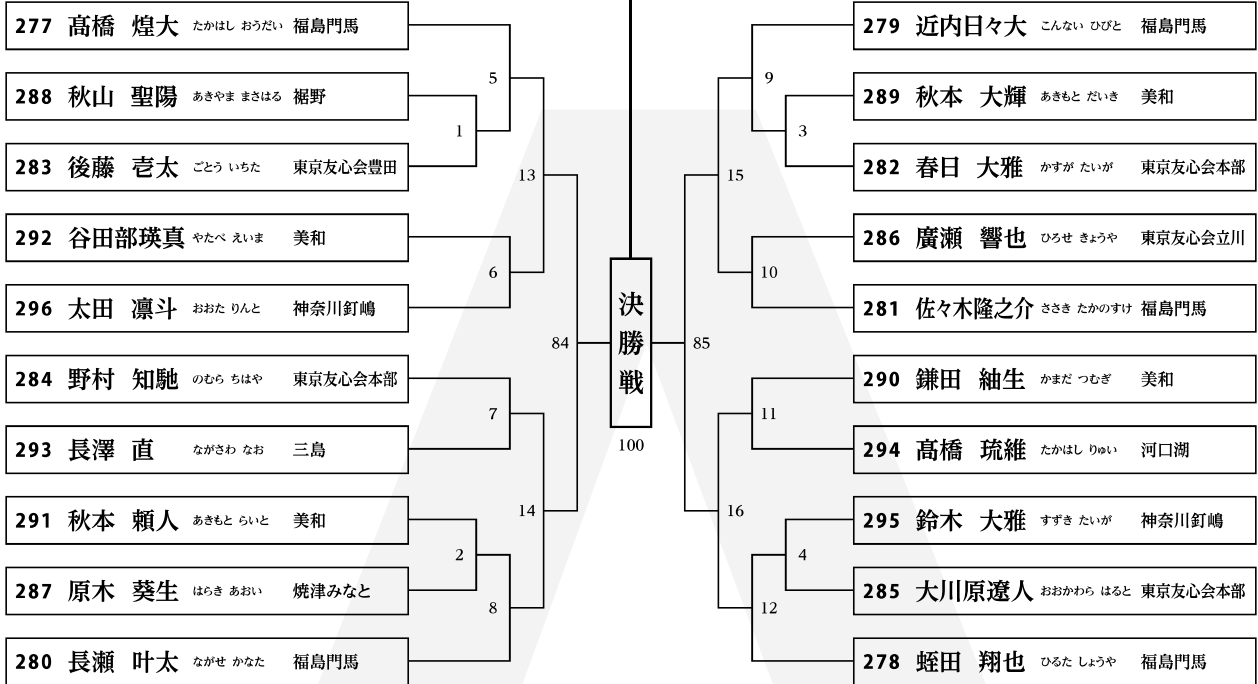 277 髙橋 煌大 たかはし おうだい 福島門馬
288 秋山 聖陽 あきやま まさはる 裾野
283 後藤 壱太 ごとう いちた 東京友心会豊田
292 谷田部瑛真 やたべ えいま 美和
296 太田 凛斗 おおた りんと 神奈川釘嶋
284 野村 知馳 のむら ちはや 東京友心会本部
293 長澤 直 ながさわ なお 三島
291 秋本 頼人 あきもと らいと 美和
287 原木 葵生 はらき あおい 焼津みなと
280 長瀬 叶太 ながせ かなた 福島門馬
5
1
13
6
84
7
14
2
8
決勝戦
100
9
3
15
10
85
11
16
4
12
279 近内日々大 こんない ひびと 福島門馬
289 秋本 大輝 あきもと だいき 美和
282 春日 大雅 かすが たいが 東京友心会本部
286 廣瀬 響也 ひろせ きょうや 東京友心会立川
281 佐々木隆之介 ささき たかのすけ 福島門馬
290 鎌田 紬生 かまだ つむぎ 美和
294 髙橋 琉維 たかはし りゅい 河口湖
295 鈴木 大雅 すずき たいが 神奈川釘嶋
285 大川原遼人 おおかわら はると 東京友心会本部
278 蛭田 翔也 ひるた しょうや 福島門馬